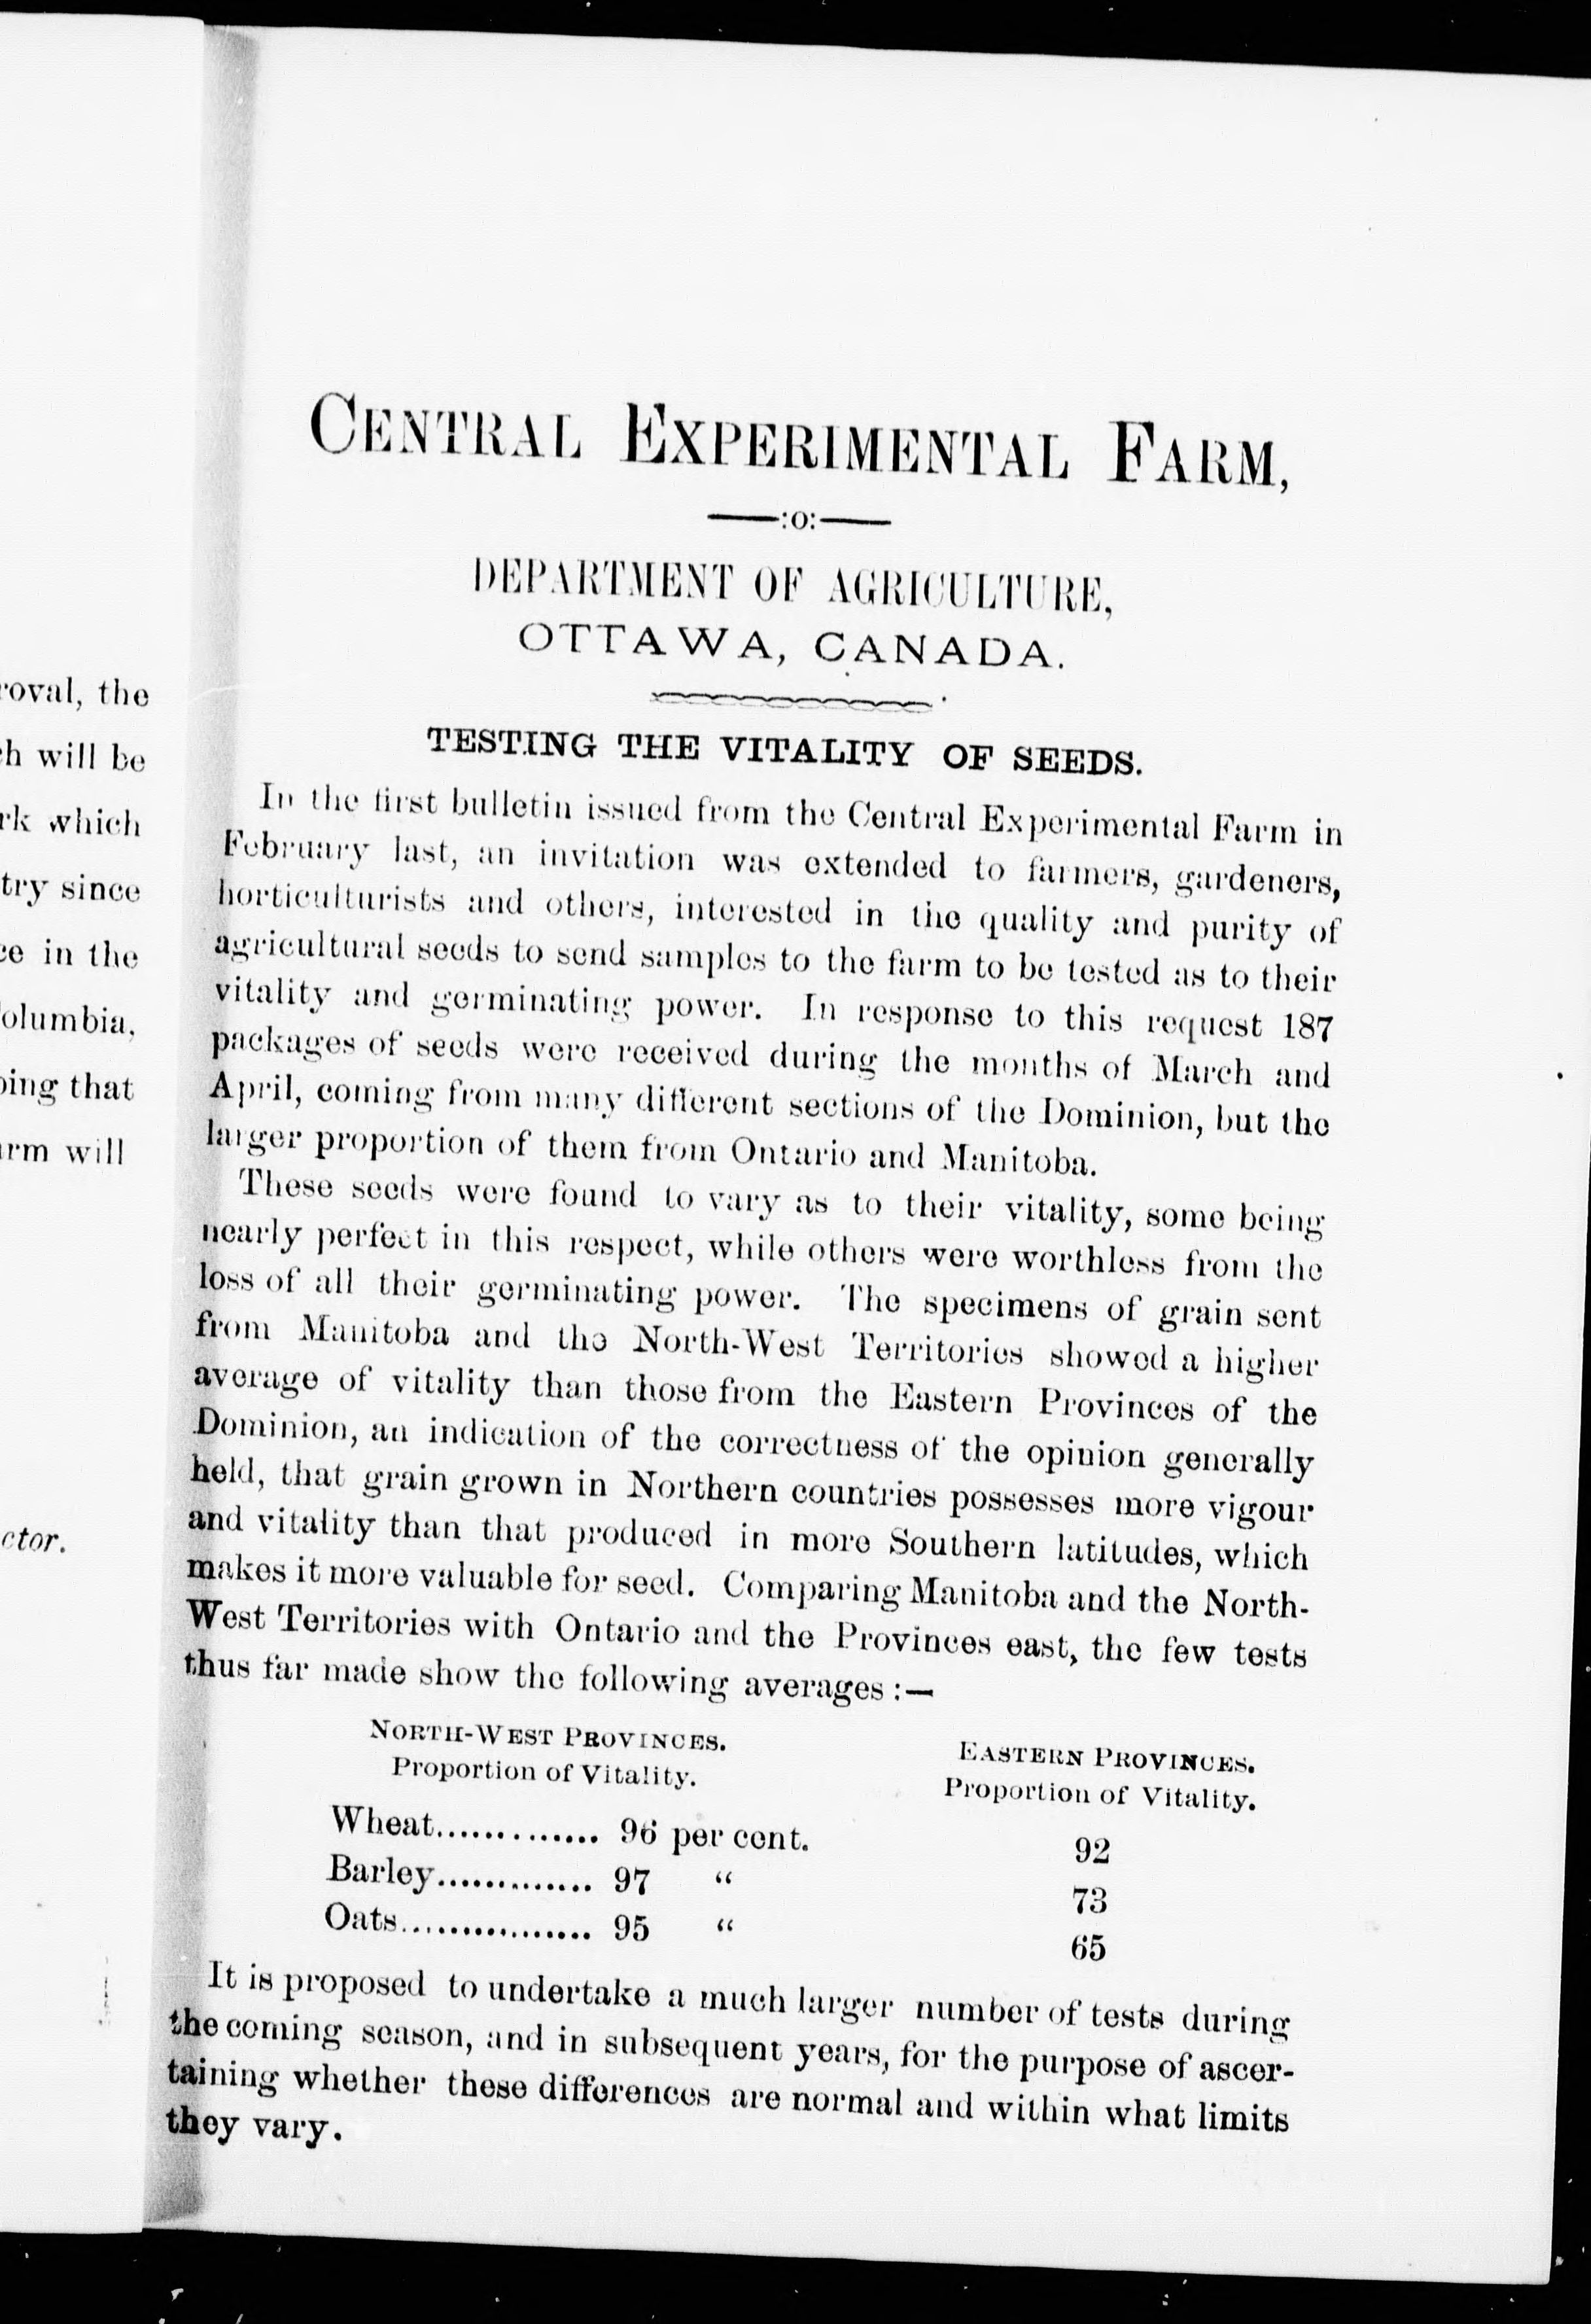 roval, the
ch will be
rk which
try since
ce in the
olumbia,
ping that
arm will
ctor.
CENTRAL EXPERIMENTAL FARM,
——:o:——
DEPARTMENT OF AGRICULTURE,
OTTAWA, CANADA.
TESTING THE VITALITY OF SEEDS.
In the first bulletin issued from the Central Experimental Farm in
February last, an invitation was extended to farmers, gardeners,
horticulturists and others, interested in the quality and purity of
agricultural seeds to send samples to the farm to be tested as to their
vitality and germinating power. In response to this request 187
packages of seeds were received during the months of March and
April, coming from many different sections of the Dominion, but the
larger proportion of them from Ontario and Manitoba.
These seeds were found to vary as to their vitality, some being
nearly perfect in this respect, while others were worthless from the
loss of all their germinating power. The specimens of grain sent
from Manitoba and the North-West Territories showed a higher
average of vitality than those from the Eastern Provinces of the
Dominion, an indication of the correctness of the opinion generally
held, that grain grown in Northern countries possesses more vigour
and vitality than that produced in more Southern latitudes, which
makes it more valuable for seed. Comparing Manitoba and the North-
West Territories with Ontario and the Provinces east, the few tests
thus far made show the following averages :—
NORTH-WEST PROVINCES. EASTERN PROVINCES.
Proportion of Vitality. Proportion of Vitality.
Wheat.............. 96 per cent. 92
Barley............. 97 “ 73
Oats................ 95 “ 65
It is proposed to undertake a much larger number of tests during
the coming season, and in subsequent years, for the purpose of ascer-
taining whether these differences are normal and within what limits
they vary.